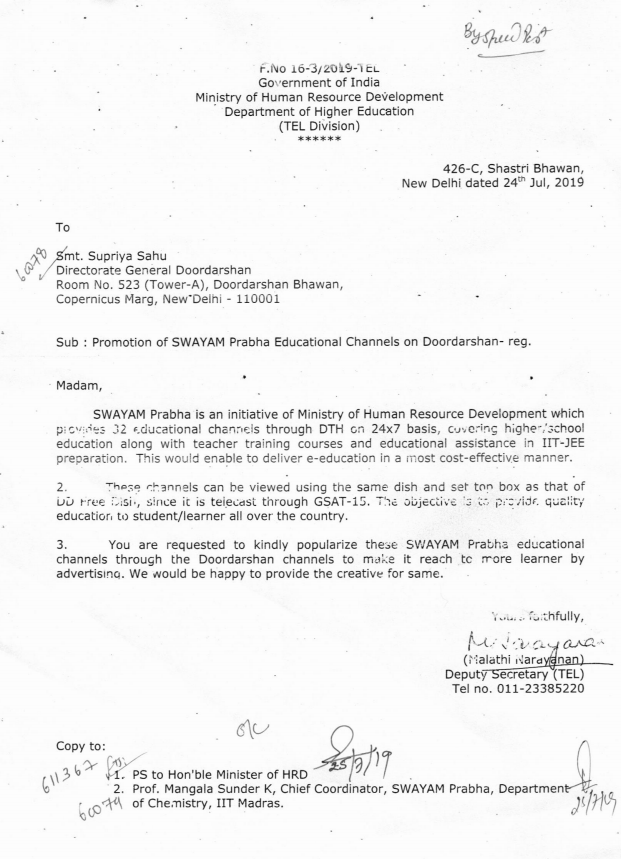 By Speed Post
F.No 16-3/2019-TEL
Government of India
Ministry of Human Resource Development
Department of Higher Education
(TEL Division)
******
426-C, Shastri Bhawan,
New Delhi dated 24th Jul, 2019
To
60078
Smt. Supriya Sahu
Directorate General Doordarshan
Room No. 523 (Tower-A), Doordarshan Bhawan,
Copernicus Marg, New Delhi - 110001
Sub : Promotion of SWAYAM Prabha Educational Channels on Doordarshan- reg.
Madam,
SWAYAM Prabha is an initiative of Ministry of Human Resource Development which
provides 32 educational channels through DTH on 24x7 basis, covering higher/school
education along with teacher training courses and educational assistance in IIT-JEE
preparation. This would enable to deliver e-education in a most cost-effective manner.
2. These channels can be viewed using the same dish and set top box as that of
DD Free Dish, since it is telecast through GSAT-15. The objective is to provide quality
education to student/learner all over the country.
3. You are requested to kindly popularize these SWAYAM Prabha educational
channels through the Doordarshan channels to make it reach to more learner by
advertising. We would be happy to provide the creative for same.
Yours faithfully,
(Malathi Narayanan)
Deputy Secretary (TEL)
Tel no. 011-23385220
O/C
Copy to:
25/7/19
611367
1. PS to Hon'ble Minister of HRD
2. Prof. Mangala Sunder K, Chief Coordinator, SWAYAM Prabha, Department
60079
of Chemistry, IIT Madras.
25/7/19